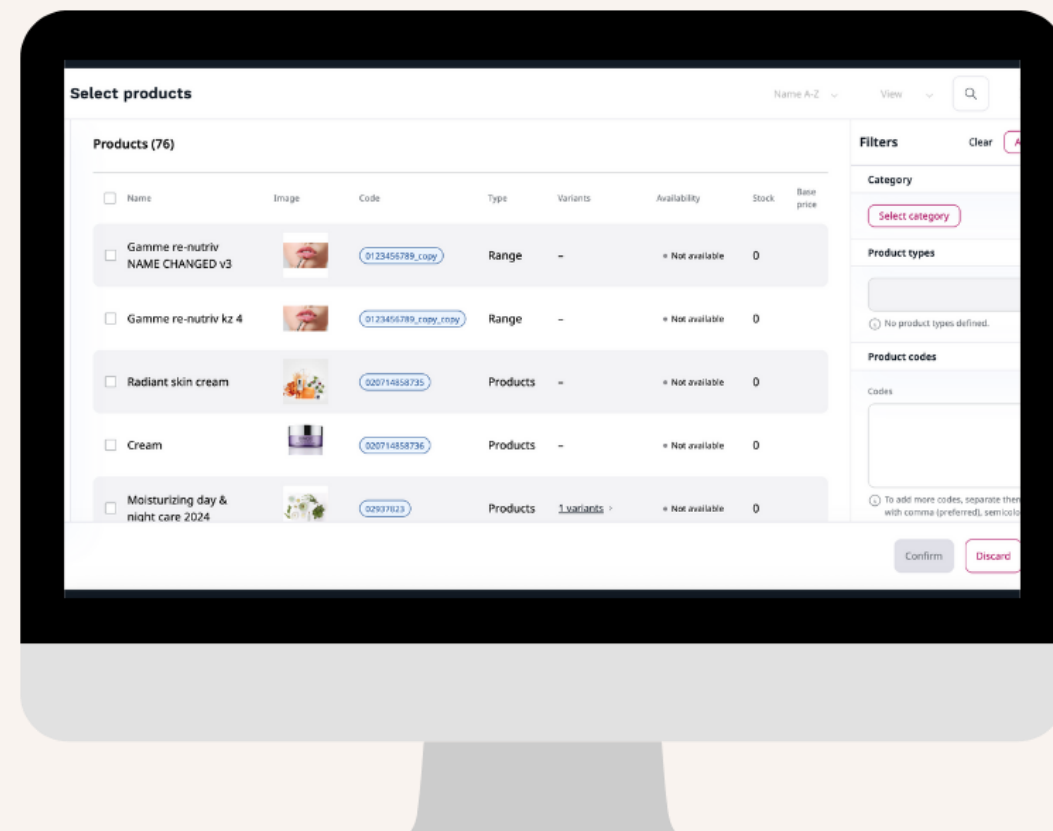 Select products
Name A-Z
View
Products (76)
Filters
Clear
Name
Image
Code
Type
Variants
Availability
Stock
Base
price
Category
Select category
Gamme re-nutriv
NAME CHANGED v3
0123456789_copy
Range
–
Not available
0
Product types
No product types defined.
Gamme re-nutriv kz 4
0123456789_copy_copy
Range
–
Not available
0
Product codes
Codes
Radiant skin cream
020714858735
Products
–
Not available
0
Cream
020714858736
Products
–
Not available
0
Moisturizing day &
night care 2024
02937823
Products
1 variants
Not available
0
To add more codes, separate
with comma (preferred),
Confirm
Discard